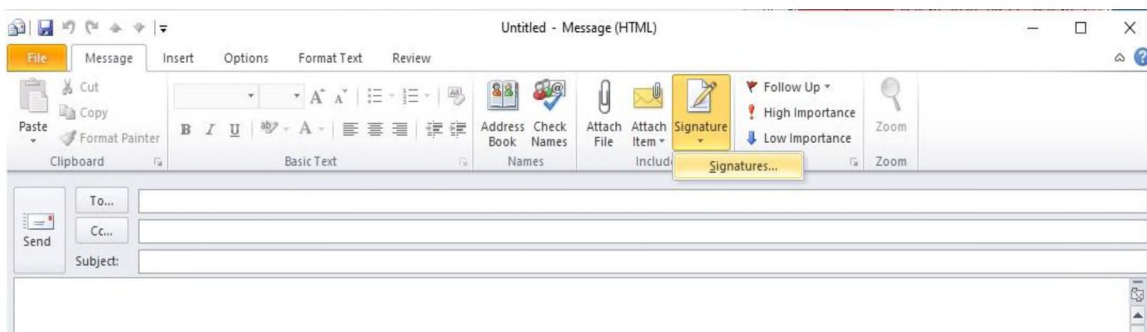 Untitled - Message (HTML)
File Message Insert Options Format Text Review
Paste
Cut
Copy
Format Painter
Clipboard
B I U ab A
A A
Basic Text
Address Book
Check Names
Names
Attach File
Attach Item
Signature
Includ
Signatures...
Follow Up
High Importance
Low Importance
Zoom
Zoom
Send
To...
Cc...
Subject: